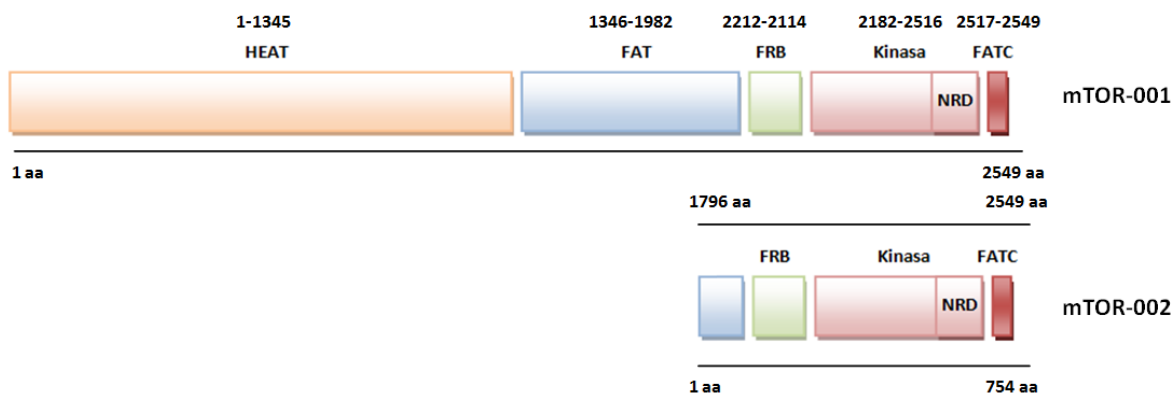 1-1345 1346-1982 2212-2114 2182-2516 2517-2549
HEAT FAT FRB Kinasa FATC
NRD mTOR-001
1 aa 2549 aa
1796 aa 2549 aa
FRB Kinasa FATC
NRD mTOR-002
1 aa 754 aa